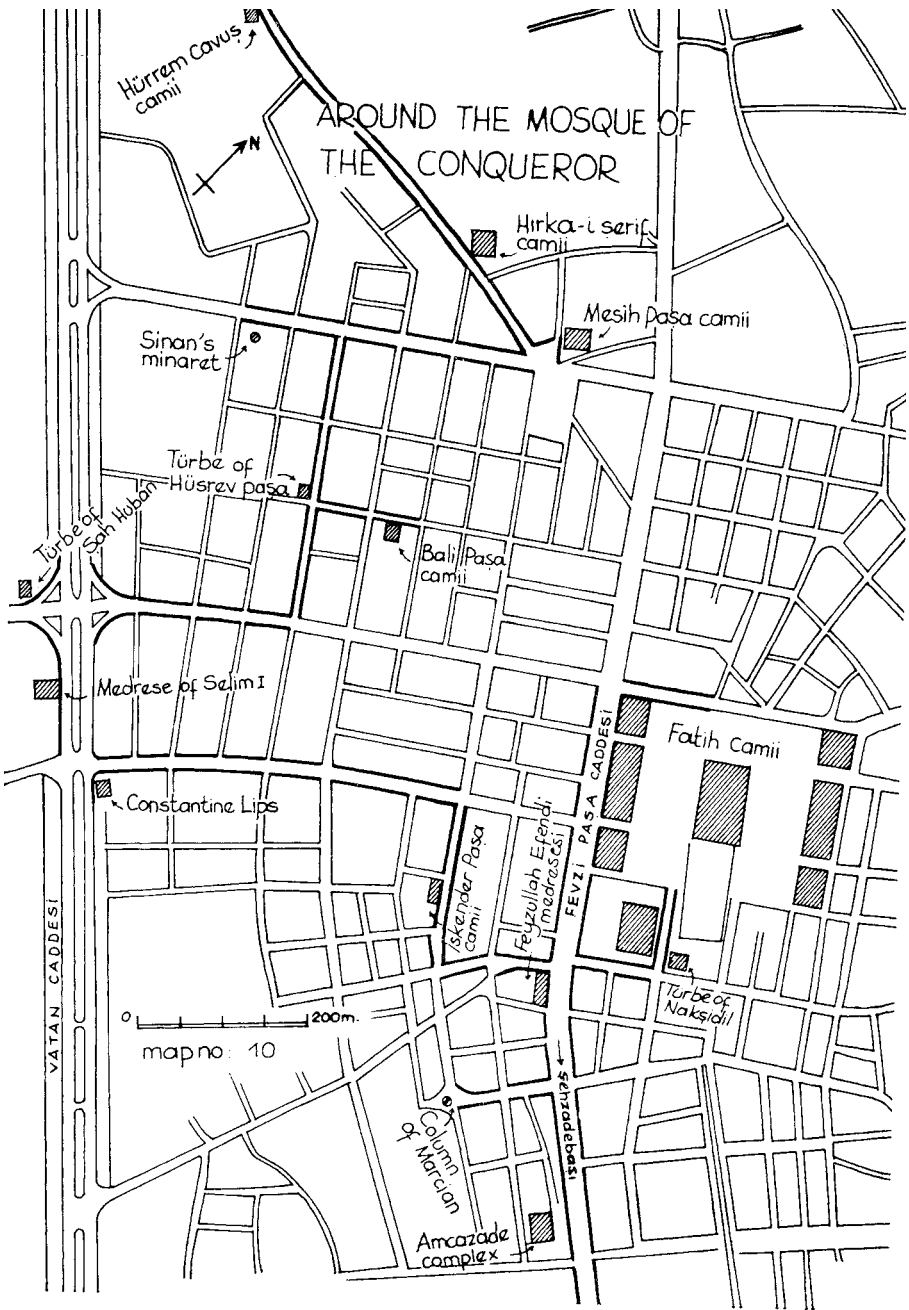 Hürrem Cavuş
camii
AROUND THE MOSQUE OF
THE CONQUEROR
N
Hırka-i şerif
camii
Mesih paşa camii
Sinan's
minaret
Türbe of
Hüsrev paşa
Türbe of
Şah Huban
Bali Paşa
camii
Medrese of Selim I
Fatih Camii
Constantine Lips
FEVZİ PAŞA CADDESİ
Iskender Paşa
camii
Feyzullah Efendi
medresesi
VATAN CADDESİ
Türbe of
Nakşidil
0 200m.
map no: 10
Şehzadebaşı
Column
of Marcian
Amcazade
complex